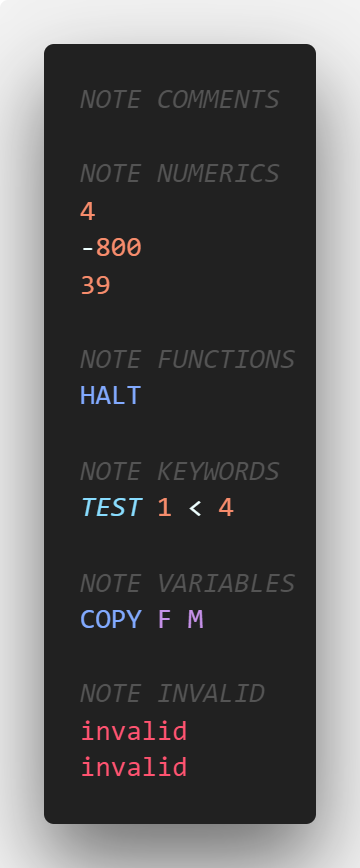 NOTE COMMENTS
NOTE NUMERICS
4
-800
39
NOTE FUNCTIONS
HALT
NOTE KEYWORDS
TEST 1 < 4
NOTE VARIABLES
COPY F M
NOTE INVALID
invalid
invalid